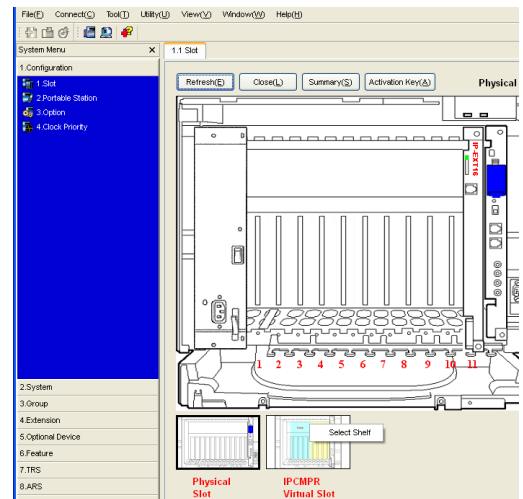 File(F) Connect(C) Tool(T) Utility(U) View(V) Window(W) Help(H)
System Menu X
1.1 Slot
1.Configuration
1.Slot
2.Portable Station
3.Option
4.Clock Priority
Refresh(E) Close(L) Summary(S) Activation Key(A) Physical
IP-EXT16
1 2 3 4 5 6 7 8 9 10 11
2.System
3.Group
4.Extension
5.Optional Device
6.Feature
7.TRS
8.ARS
Select Shelf
Physical
Slot
IPCMPR
Virtual Slot